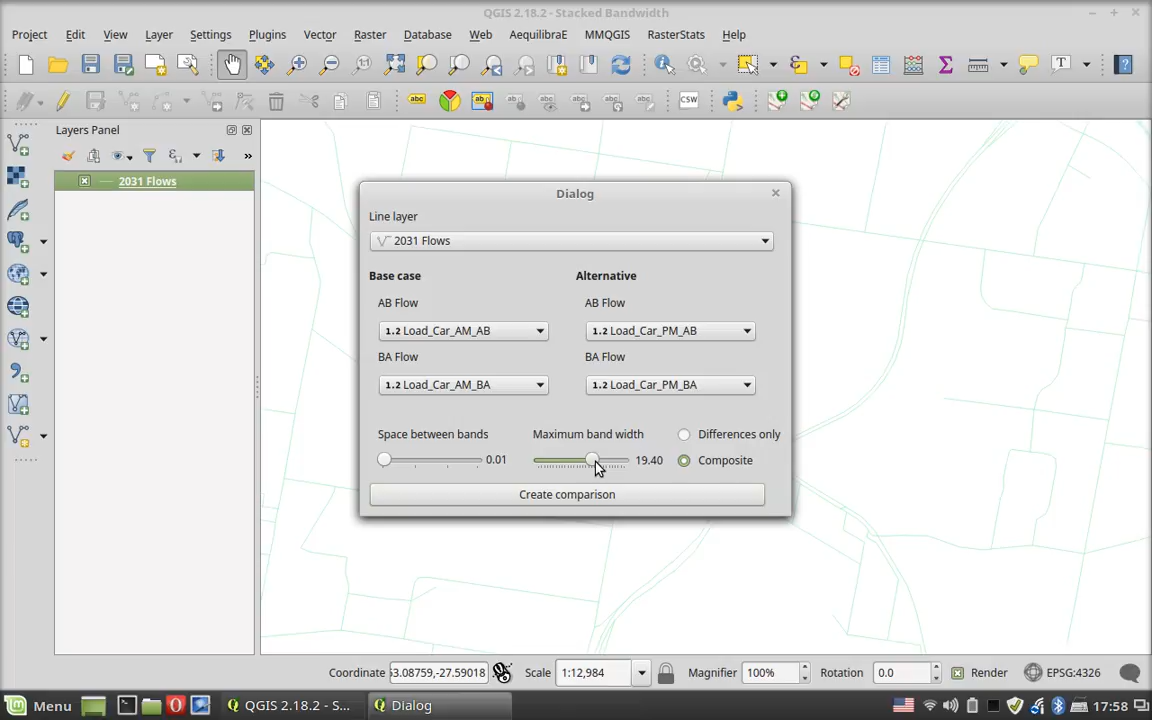 QGIS 2.18.2 - Stacked Bandwidth
Project Edit View Layer Settings Plugins Vector Raster Database Web AequilibraE MMQGIS RasterStats Help
CSW
Layers Panel
2031 Flows
Dialog
Line layer
2031 Flows
Base case Alternative
AB Flow AB Flow
1.2 Load_Car_AM_AB 1.2 Load_Car_PM_AB
BA Flow BA Flow
1.2 Load_Car_AM_BA 1.2 Load_Car_PM_BA
Space between bands Maximum band width Differences only
0.01 19.40 Composite
Create comparison
Coordinate 53.08759,-27.59018 Scale 1:12,984 Magnifier 100% Rotation 0.0 Render EPSG:4326
Menu QGIS 2.18.2 - S... Dialog 17:58